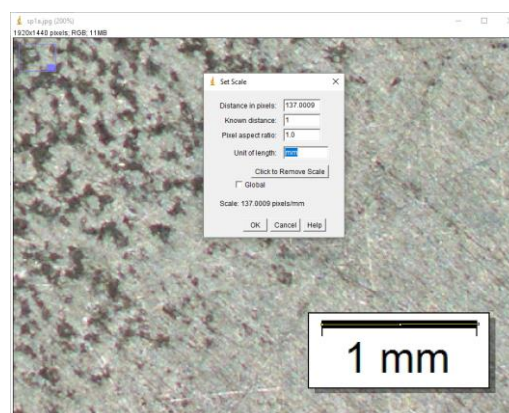 sp1a.jpg (200%)
1920x1440 pixels; RGB; 11MB
Set Scale
Distance in pixels: 137.0009
Known distance: 1
Pixel aspect ratio: 1.0
Unit of length: mm
Click to Remove Scale
Global
Scale: 137.0009 pixels/mm
OK Cancel Help
1 mm